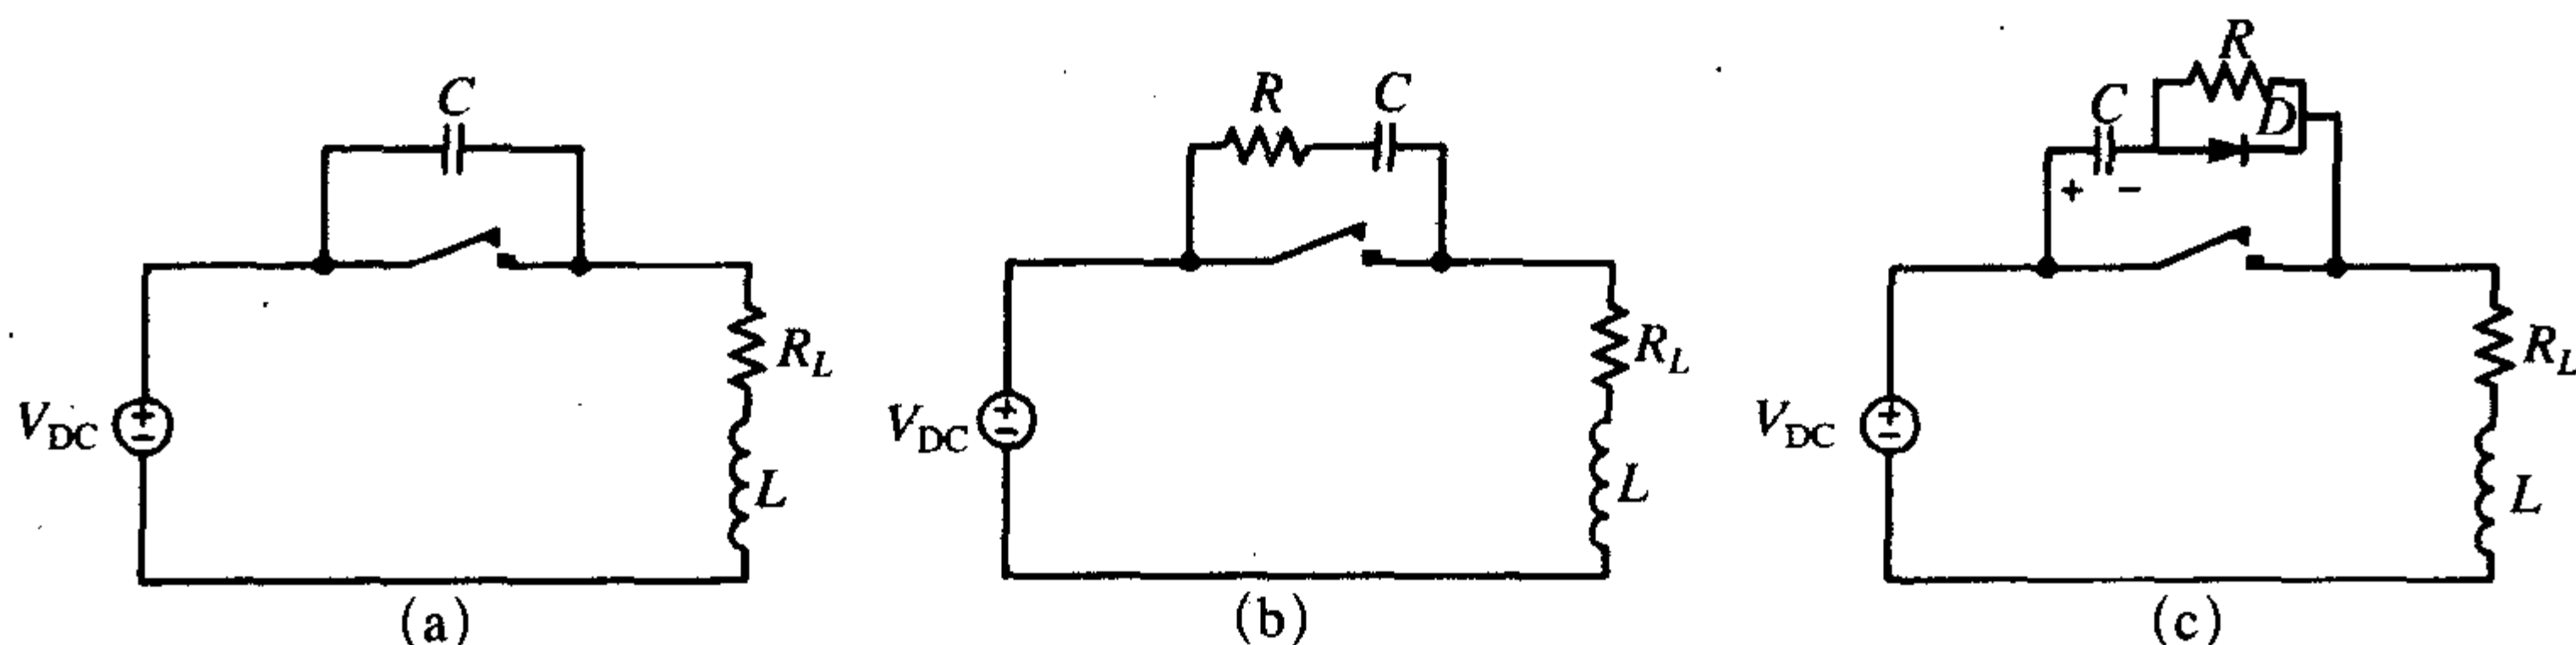 C
R_L
V_DC
+
−
L
(a)
R
C
R_L
V_DC
+
−
L
(b)
R
C
D
+ −
R_L
V_DC
+
−
L
(c)